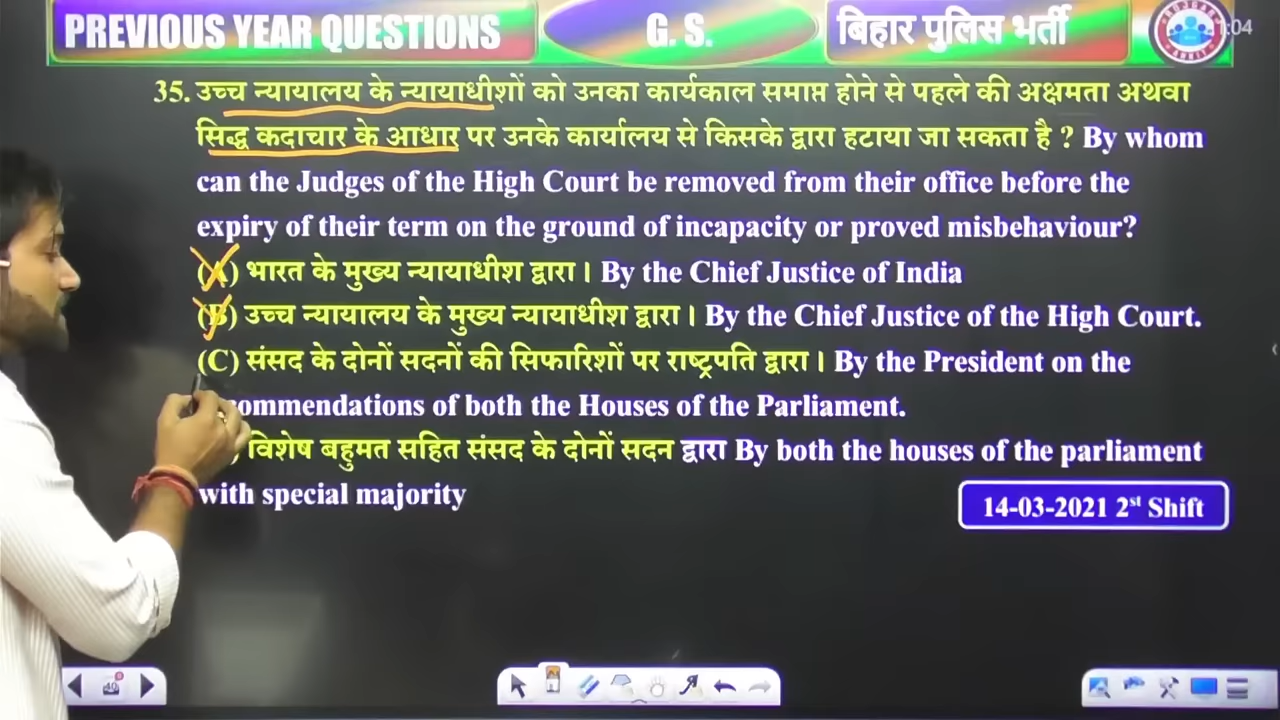 PREVIOUS YEAR QUESTIONS
G. S.
बिहार पुलिस भर्ती
1:04
35. उच्च न्यायालय के न्यायाधीशों को उनका कार्यकाल समाप्त होने से पहले की अक्षमता अथवा
सिद्ध कदाचार के आधार पर उनके कार्यालय से किसके द्वारा हटाया जा सकता है ? By whom
can the Judges of the High Court be removed from their office before the
expiry of their term on the ground of incapacity or proved misbehaviour?
(A) भारत के मुख्य न्यायाधीश द्वारा । By the Chief Justice of India
(B) उच्च न्यायालय के मुख्य न्यायाधीश द्वारा । By the Chief Justice of the High Court.
(C) संसद के दोनों सदनों की सिफारिशों पर राष्ट्रपति द्वारा । By the President on the
commendations of both the Houses of the Parliament.
) विशेष बहुमत सहित संसद के दोनों सदन द्वारा By both the houses of the parliament
with special majority
14-03-2021 2st Shift